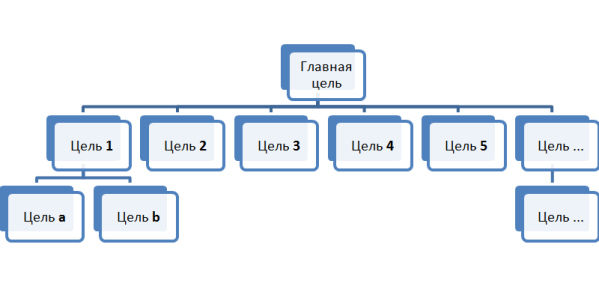 Главная
цель
Цель 1
Цель 2
Цель 3
Цель 4
Цель 5
Цель ...
Цель a
Цель b
Цель ...